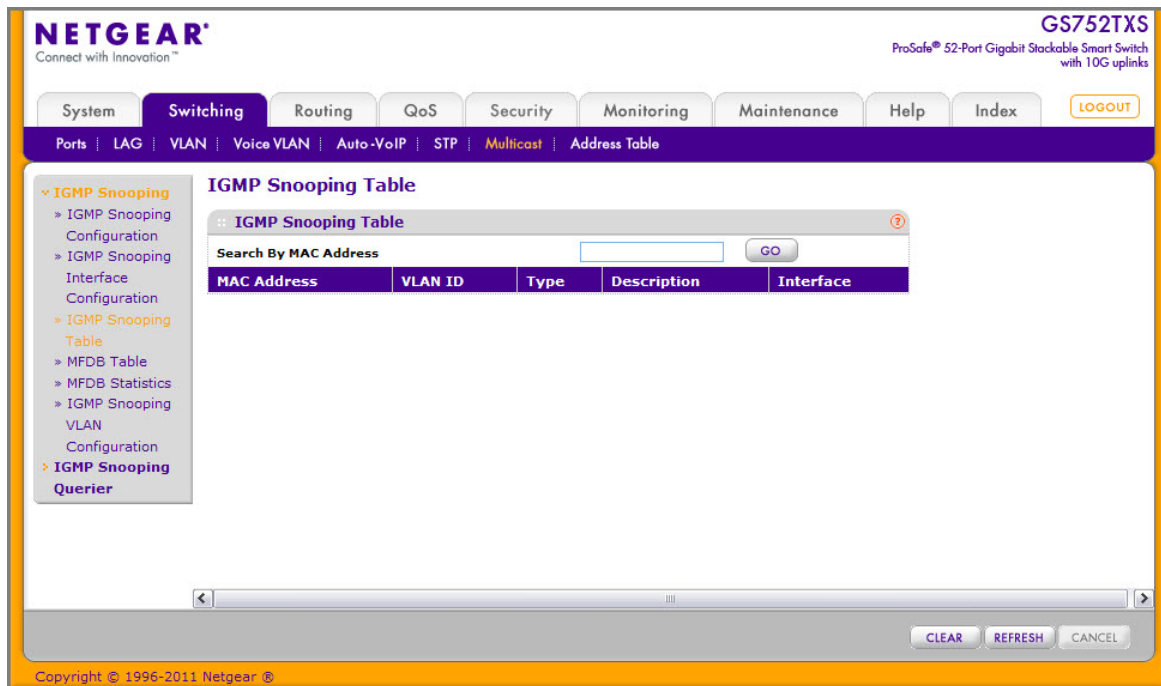 NETGEAR®
Connect with Innovation™
GS752TXS
ProSafe® 52-Port Gigabit Stackable Smart Switch
with 10G uplinks
System Switching Routing QoS Security Monitoring Maintenance Help Index LOGOUT
Ports LAG VLAN Voice VLAN Auto-VoIP STP Multicast Address Table
IGMP Snooping
» IGMP Snooping
Configuration
» IGMP Snooping
Interface
Configuration
» IGMP Snooping
Table
» MFDB Table
» MFDB Statistics
» IGMP Snooping
VLAN
Configuration
IGMP Snooping
Querier
IGMP Snooping Table
IGMP Snooping Table ?
Search By MAC Address GO
MAC Address VLAN ID Type Description Interface
CLEAR REFRESH CANCEL
Copyright © 1996-2011 Netgear ®